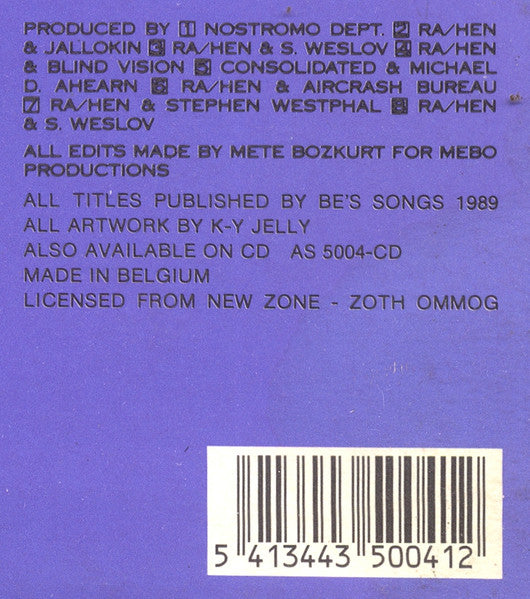 PRODUCED BY 1 NOSTROMO DEPT. 2 RA/HEN
& JALLOKIN 3 RA/HEN & S. WESLOV 4 RA/HEN
& BLIND VISION 5 CONSOLIDATED & MICHAEL
D. AHEARN 6 RA/HEN & AIRCRASH BUREAU
7 RA/HEN & STEPHEN WESTPHAL 8 RA/HEN
& S. WESLOV
ALL EDITS MADE BY METE BOZKURT FOR MEBO
PRODUCTIONS
ALL TITLES PUBLISHED BY BE'S SONGS 1989
ALL ARTWORK BY K-Y JELLY
ALSO AVAILABLE ON CD AS 5004-CD
MADE IN BELGIUM
LICENSED FROM NEW ZONE - ZOTH OMMOG
5 413443 500412